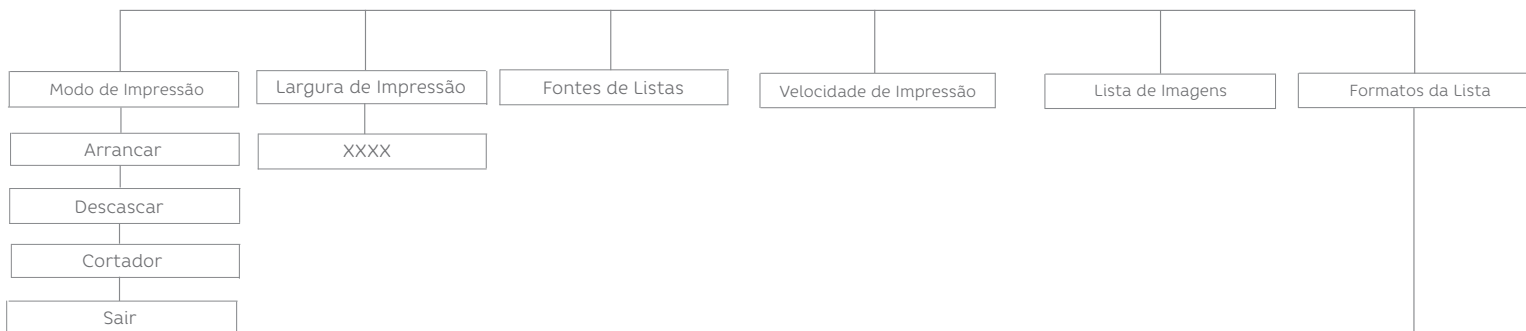 Modo de Impressão
Largura de Impressão
Fontes de Listas
Velocidade de Impressão
Lista de Imagens
Formatos da Lista
Arrancar
XXXX
Descascar
Cortador
Sair